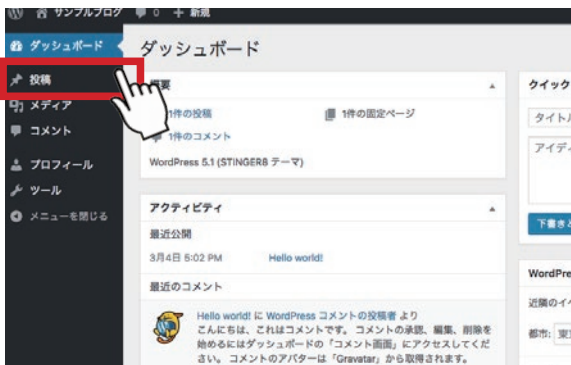 サンプルブログ 0 + 新規
ダッシュボード
投稿
メディア
コメント
プロフィール
ツール
メニューを閉じる
ダッシュボード
概要
1件の投稿 1件の固定ページ
1件のコメント
WordPress 5.1 (STINGER8 テーマ)
アクティビティ
最近公開
3月4日 5:02 PM Hello world!
最近のコメント
Hello world! に WordPress コメントの投稿者 より
こんにちは、これはコメントです。 コメントの承認、編集、削除を
始めるにはダッシュボードの「コメント画面」にアクセスしてくだ
さい。 コメントのアバターは「Gravatar」から取得されます。
クイック
タイトル
アイディ
下書き
WordPre
近隣のイ
都市: